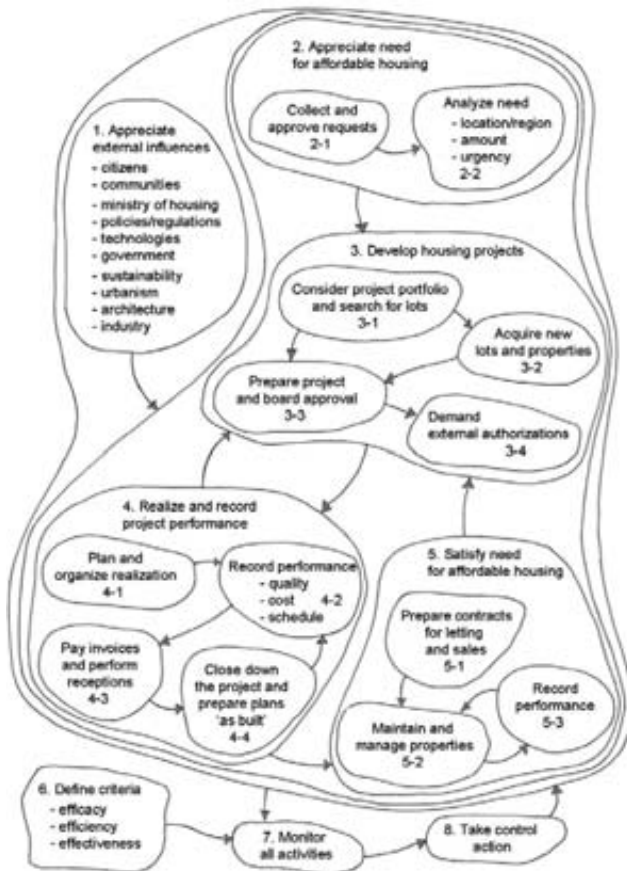 2. Appreciate need
for affordable housing
Collect and
approve requests
2-1
Analyze need
- location/region
- amount
- urgency
2-2
1. Appreciate
external influences
- citizens
- communities
- ministry of housing
- policies/regulations
- technologies
- government
- sustainability
- urbanism
- architecture
- industry
3. Develop housing projects
Consider project portfolio
and search for lots
3-1
Acquire new
lots and properties
3-2
Prepare project
and board approval
3-3
Demand
external authorizations
3-4
4. Realize and record
project performance
Plan and
organize realization
4-1
Record performance
- quality
- cost 4-2
- schedule
Pay invoices
and perform
receptions
4-3
Close down
the project and
prepare plans
'as built'
4-4
5. Satisfy need
for affordable housing
Prepare contracts
for letting
and sales
5-1
Record
performance
5-3
Maintain and
manage properties
5-2
6. Define criteria
- efficacy
- efficiency
- effectiveness
7. Monitor
all activities
8. Take control
action